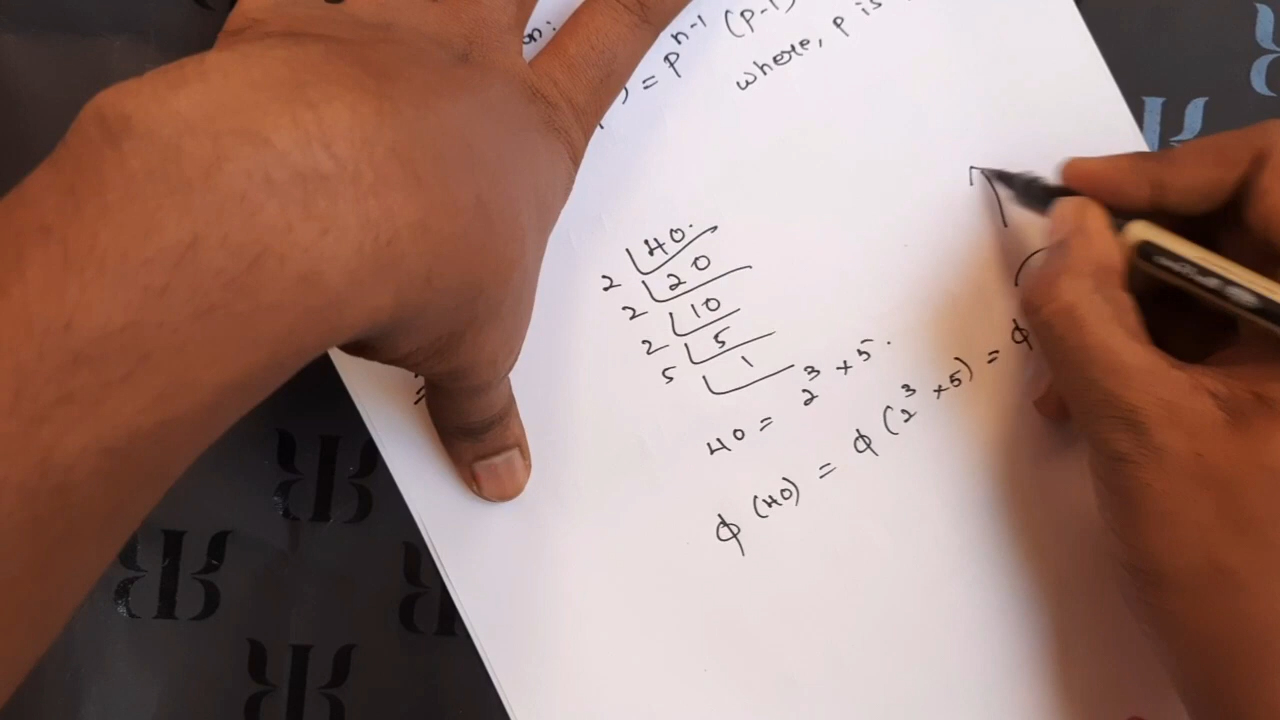 on:
) = p^{n-1} (p-1)
where, p is
2 | 40.
2 | 20
2 | 10
5 | 5
1
40 = 2^3 × 5.
ϕ (40) = ϕ (2^3 × 5) = ϕ